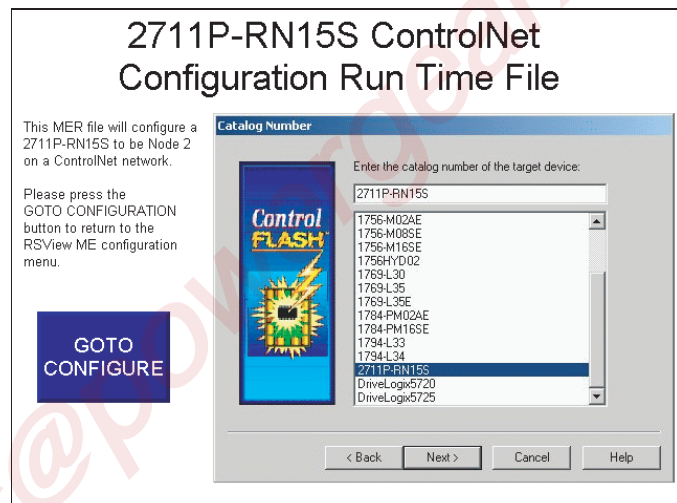 2711P-RN15S ControlNet
Configuration Run Time File
This MER file will configure a
2711P-RN15S to be Node 2
on a ControlNet network.
Please press the
GOTO CONFIGURATION
button to return to the
RSView ME configuration
menu.
GOTO
CONFIGURE
Catalog Number
Control
FLASH
Enter the catalog number of the target device:
2711P-RN15S
1756-M02AE
1756-M08SE
1756-M16SE
1756HYD02
1769-L30
1769-L35
1769-L35E
1784-PM02AE
1784-PM16SE
1794-L33
1794-L34
2711P-RN15S
DriveLogix5720
DriveLogix5725
< Back
Next >
Cancel
Help